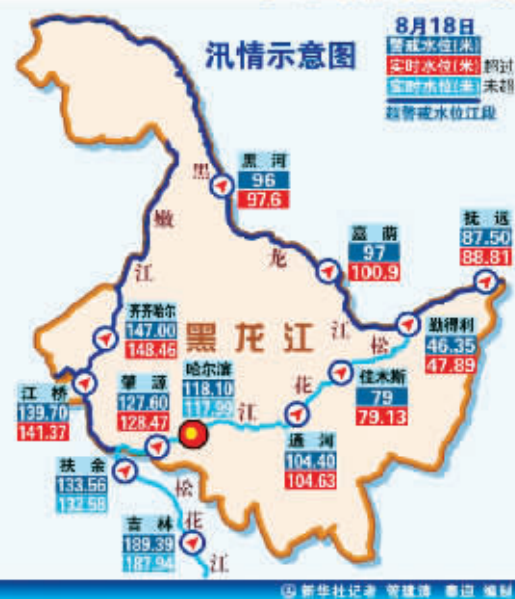 汛情示意图
8月18日
警戒水位(米)
实时水位(米) 超过
实时水位(米) 未超
超警戒水位江段
黑河
96
97.6
黑
龙
江
嫩
江
嘉荫
97
100.9
抚远
87.50
88.81
齐齐哈尔
147.00
148.46
黑龙江
勤得利
46.35
47.89
江桥
139.70
141.37
肇源
127.60
128.47
哈尔滨
118.10
117.99
松
花
江
佳木斯
79
79.13
通河
104.40
104.63
扶余
133.56
132.58
松
花
江
吉林
189.39
187.94
新华社记者 管建涛 编制